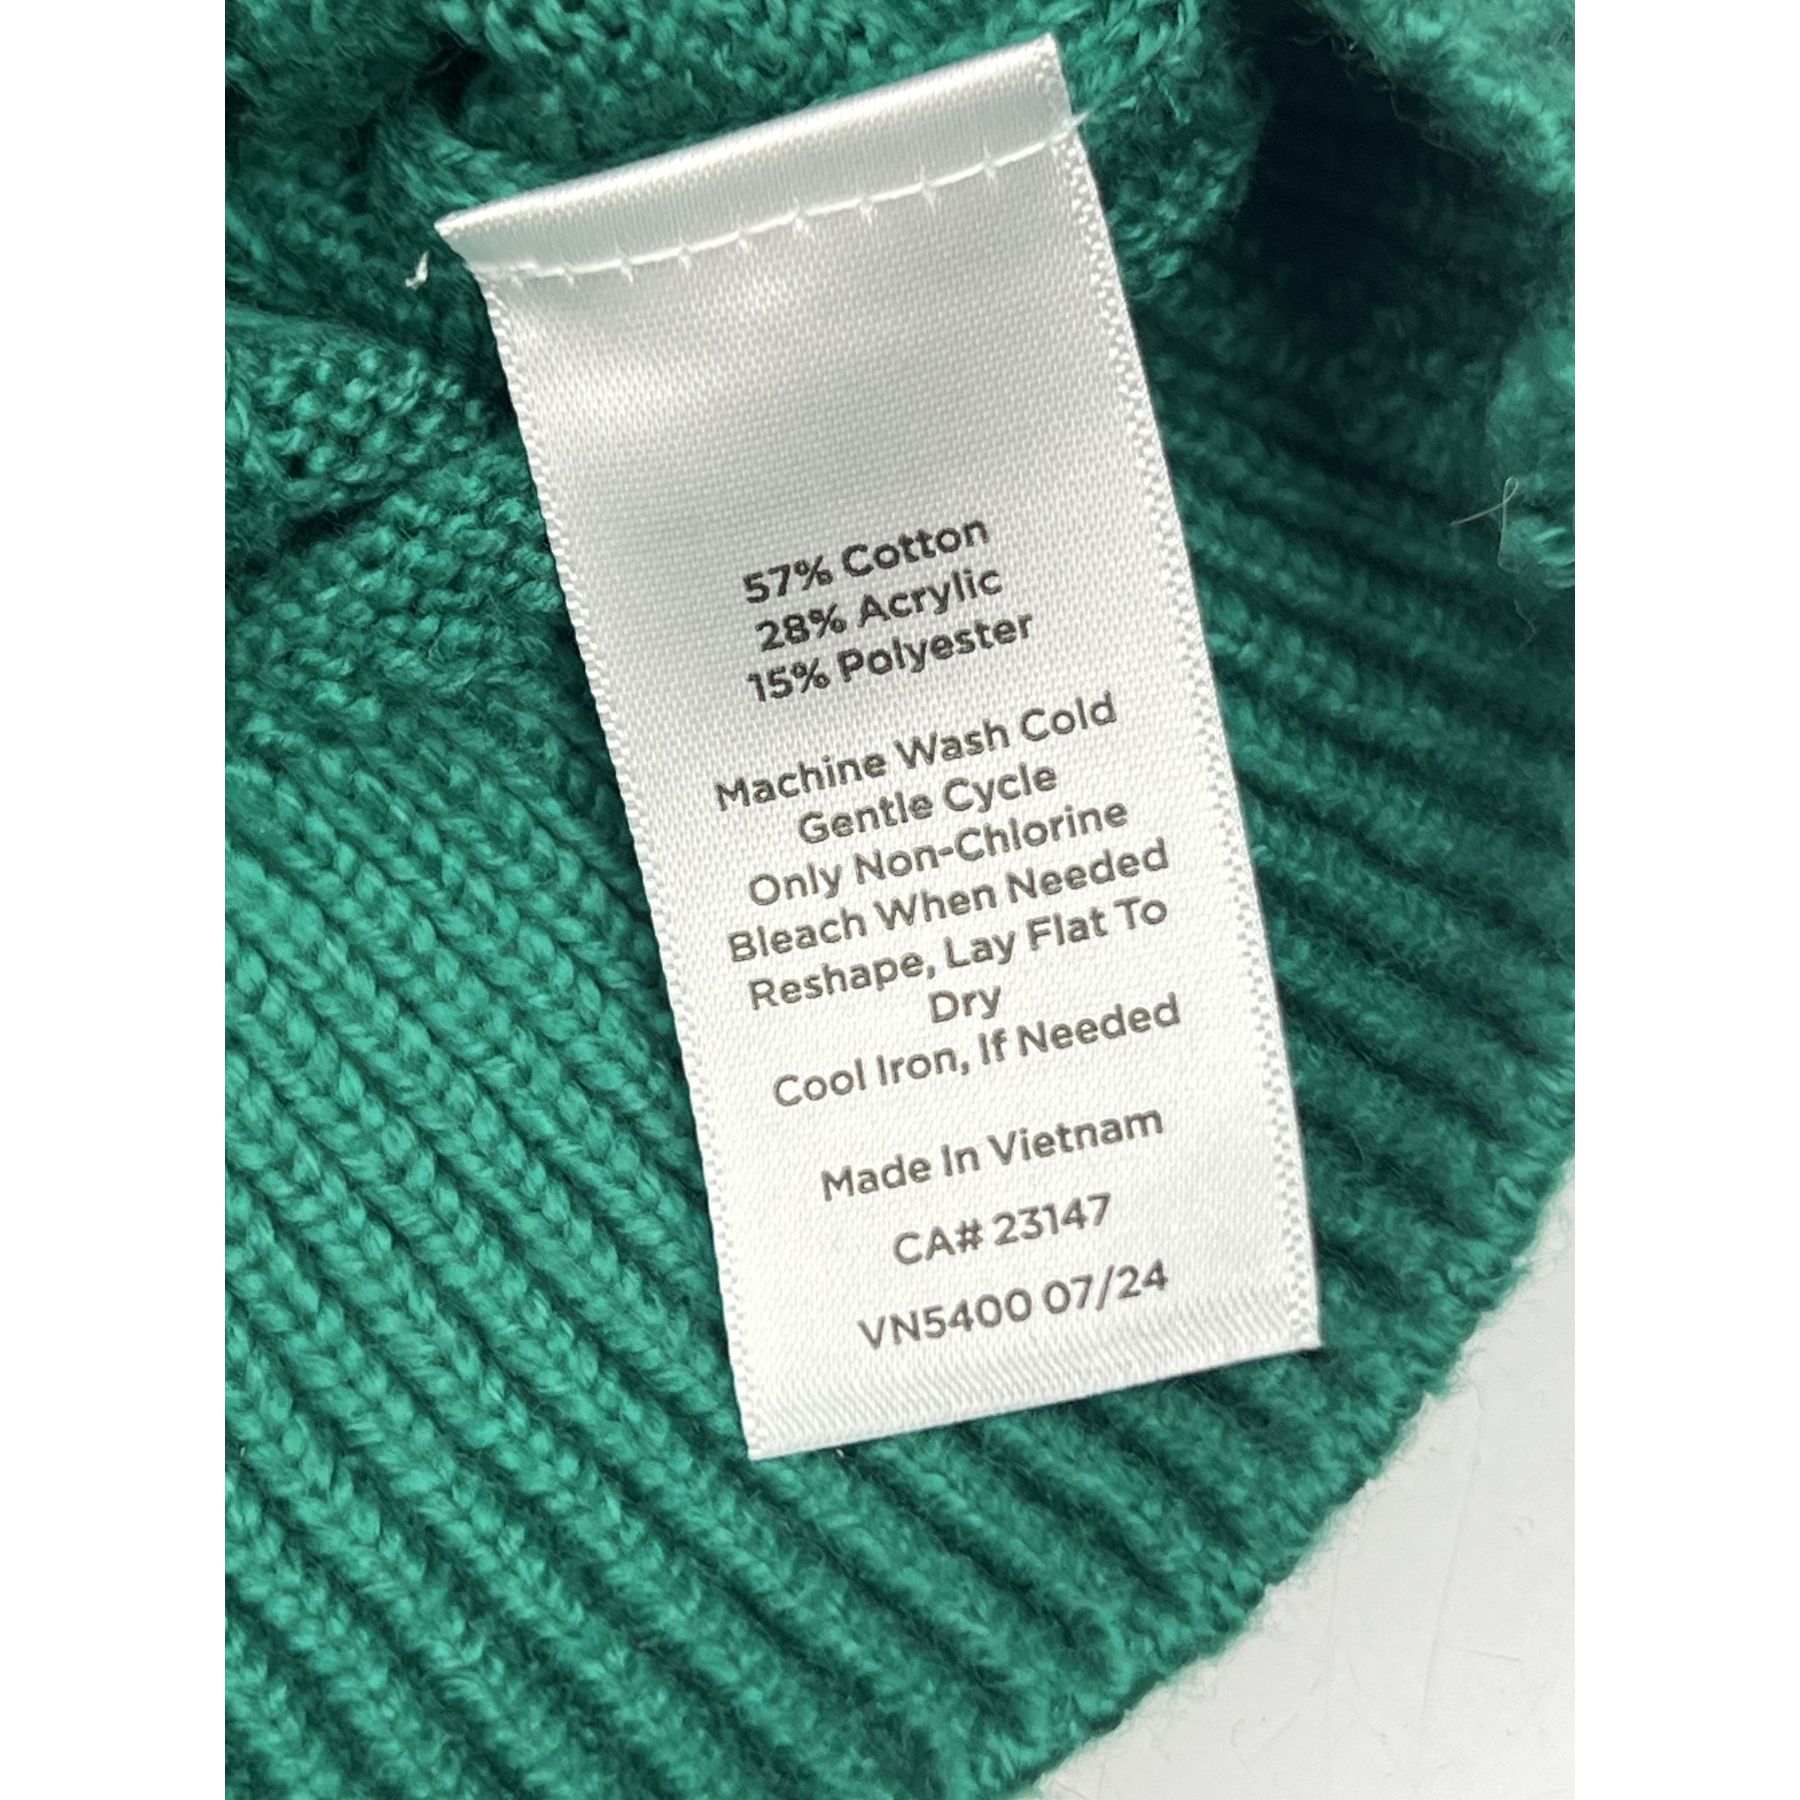 57% Cotton
28% Acrylic
15% Polyester
Machine Wash Cold
Gentle Cycle
Only Non-Chlorine
Bleach When Needed
Reshape, Lay Flat To
Dry
Cool Iron, If Needed
Made In Vietnam
CA# 23147
VN5400 07/24